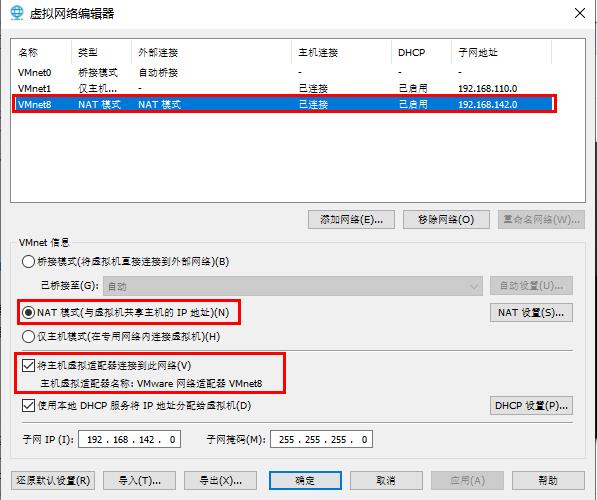 虚拟网络编辑器
名称 类型 外部连接 主机连接 DHCP 子网地址
VMnet0 桥接模式 自动桥接 - - -
VMnet1 仅主机... - 已连接 已启用 192.168.110.0
VMnet8 NAT 模式 NAT 模式 已连接 已启用 192.168.142.0
添加网络(E)... 移除网络(O) 重命名网络(W)...
VMnet 信息
桥接模式(将虚拟机直接连接到外部网络)(B)
已桥接至(G): 自动 自动设置(U)...
NAT 模式(与虚拟机共享主机的 IP 地址)(N) NAT 设置(S)...
仅主机模式(在专用网络内连接虚拟机)(H)
将主机虚拟适配器连接到此网络(V)
主机虚拟适配器名称: VMware 网络适配器 VMnet8
使用本地 DHCP 服务将 IP 地址分配给虚拟机(D) DHCP 设置(P)...
子网 IP (I): 192 . 168 . 142 . 0 子网掩码(M): 255 . 255 . 255 . 0
还原默认设置(R) 导入(T)... 导出(X)... 确定 取消 应用(A) 帮助